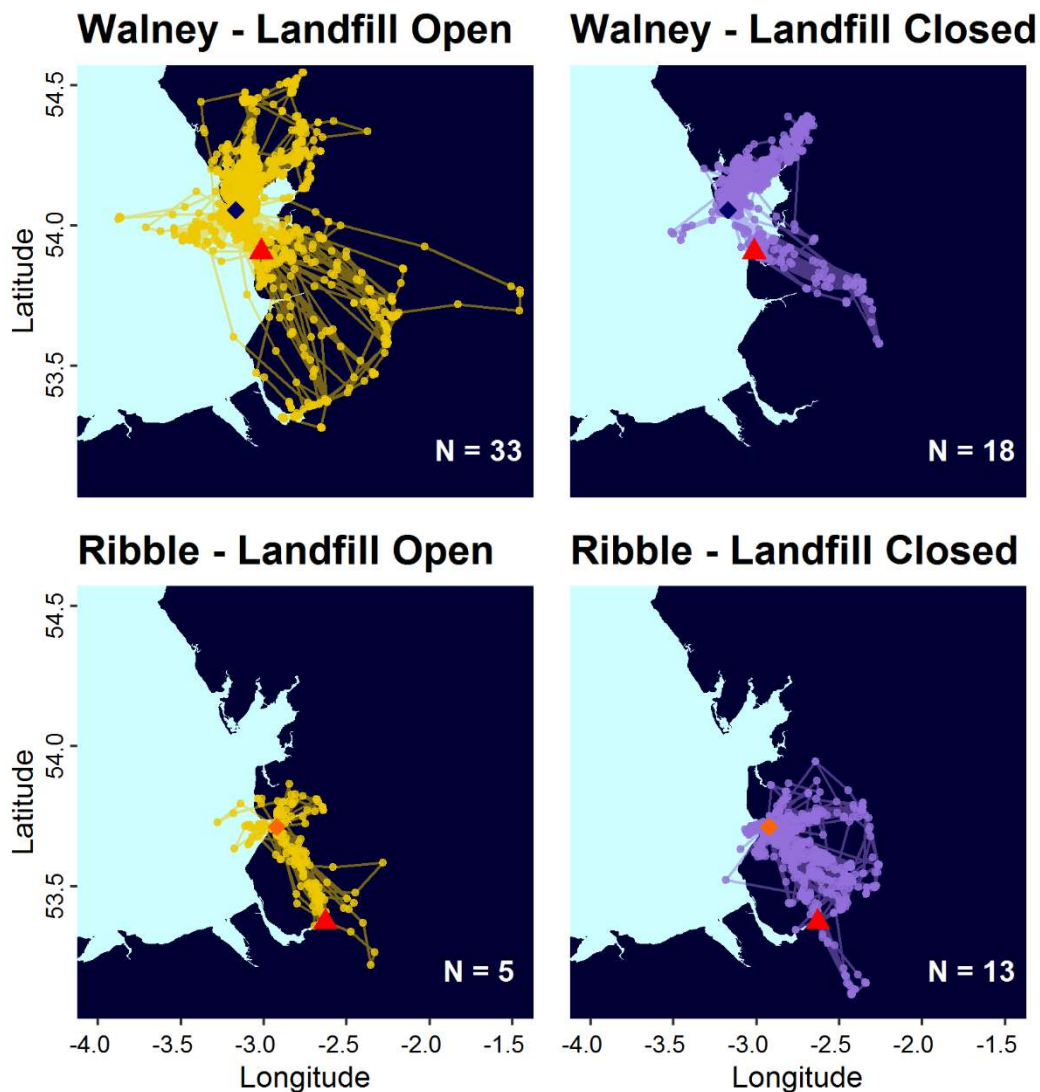 Walney - Landfill Open
Walney - Landfill Closed
Latitude
54.5
54.0
53.5
N = 33
N = 18
Ribble - Landfill Open
Ribble - Landfill Closed
Latitude
54.5
54.0
53.5
N = 5
N = 13
-4.0 -3.5 -3.0 -2.5 -2.0 -1.5
-4.0 -3.5 -3.0 -2.5 -2.0 -1.5
Longitude
Longitude